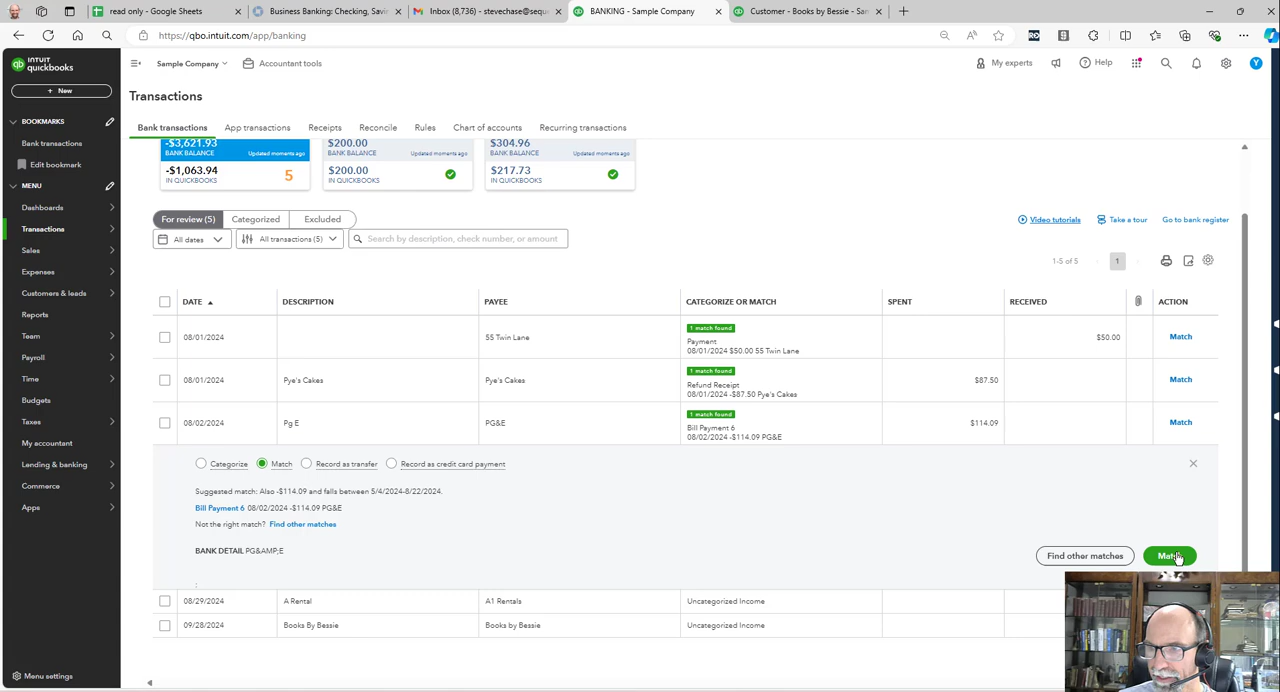 read only - Google Sheets
Business Banking: Checking, Savin
Inbox (8,736) - stevechase@seque
BANKING - Sample Company
Customer - Books by Bessie - Sam
https://qbo.intuit.com/app/banking
INTUIT
quickbooks
Sample Company
Accountant tools
My experts
Help
Y
+ New
Transactions
BOOKMARKS
Bank transactions
Edit bookmark
MENU
Dashboards
Transactions
Sales
Expenses
Customers & leads
Reports
Team
Payroll
Time
Budgets
Taxes
My accountant
Lending & banking
Commerce
Apps
Menu settings
Bank transactions
App transactions
Receipts
Reconcile
Rules
Chart of accounts
Recurring transactions
-$3,621.93
BANK BALANCE Updated moments ago
-$1,063.94
IN QUICKBOOKS
5
$200.00
BANK BALANCE Updated moments ago
$200.00
IN QUICKBOOKS
$304.96
BANK BALANCE Updated moments ago
$217.73
IN QUICKBOOKS
For review (5)
Categorized
Excluded
Video tutorials
Take a tour
Go to bank register
All dates
All transactions (5)
Search by description, check number, or amount
1-5 of 5
1
DATE DESCRIPTION PAYEE CATEGORIZE OR MATCH SPENT RECEIVED ACTION
1 match found
08/01/2024 55 Twin Lane Payment $50.00 Match
08/01/2024 $50.00 55 Twin Lane
1 match found
08/01/2024 Pye's Cakes Pye's Cakes Refund Receipt $87.50 Match
08/01/2024 -$87.50 Pye's Cakes
1 match found
08/02/2024 Pg E PG&E Bill Payment 6 $114.09 Match
08/02/2024 -$114.09 PG&E
Categorize
Match
Record as transfer
Record as credit card payment
Suggested match: Also -$114.09 and falls between 5/4/2024-8/22/2024.
Bill Payment 6 08/02/2024 -$114.09 PG&E
Not the right match? Find other matches
BANK DETAIL PG&AMP;E
:
Find other matches
08/29/2024 A Rental A1 Rentals Uncategorized Income
09/28/2024 Books By Bessie Books by Bessie Uncategorized Income